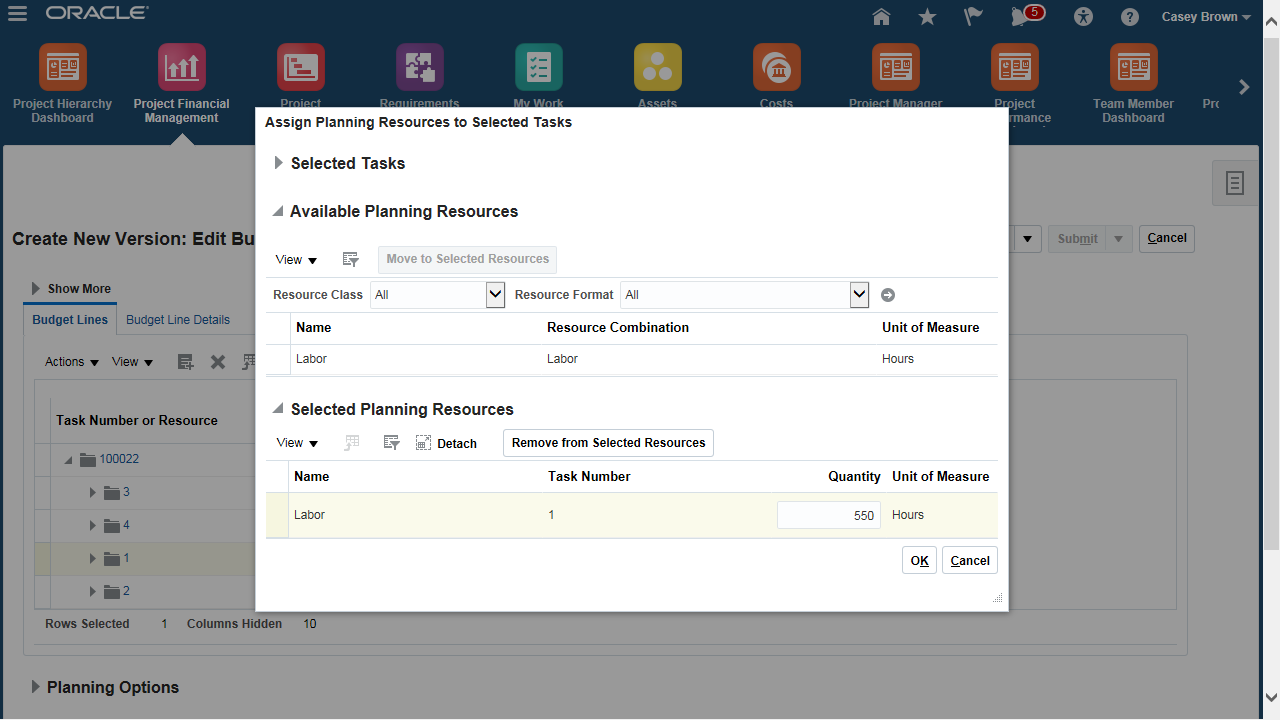 ORACLE
5
Casey Brown
Project Hierarchy Dashboard
Project Financial Management
Project
Requirements
My Work
Assets
Costs
Project Manager
Project
rmance
Team Member Dashboard
Assign Planning Resources to Selected Tasks
Selected Tasks
Available Planning Resources
Create New Version: Edit Bu
Submit
Cancel
View
Move to Selected Resources
Show More
Resource Class All Resource Format All
Budget Lines Budget Line Details
Name Resource Combination Unit of Measure
Labor Labor Hours
Actions View
Selected Planning Resources
Task Number or Resource
View Detach Remove from Selected Resources
100022
Name Task Number Quantity Unit of Measure
3
Labor 1 550 Hours
4
1
OK Cancel
2
Rows Selected 1 Columns Hidden 10
Planning Options